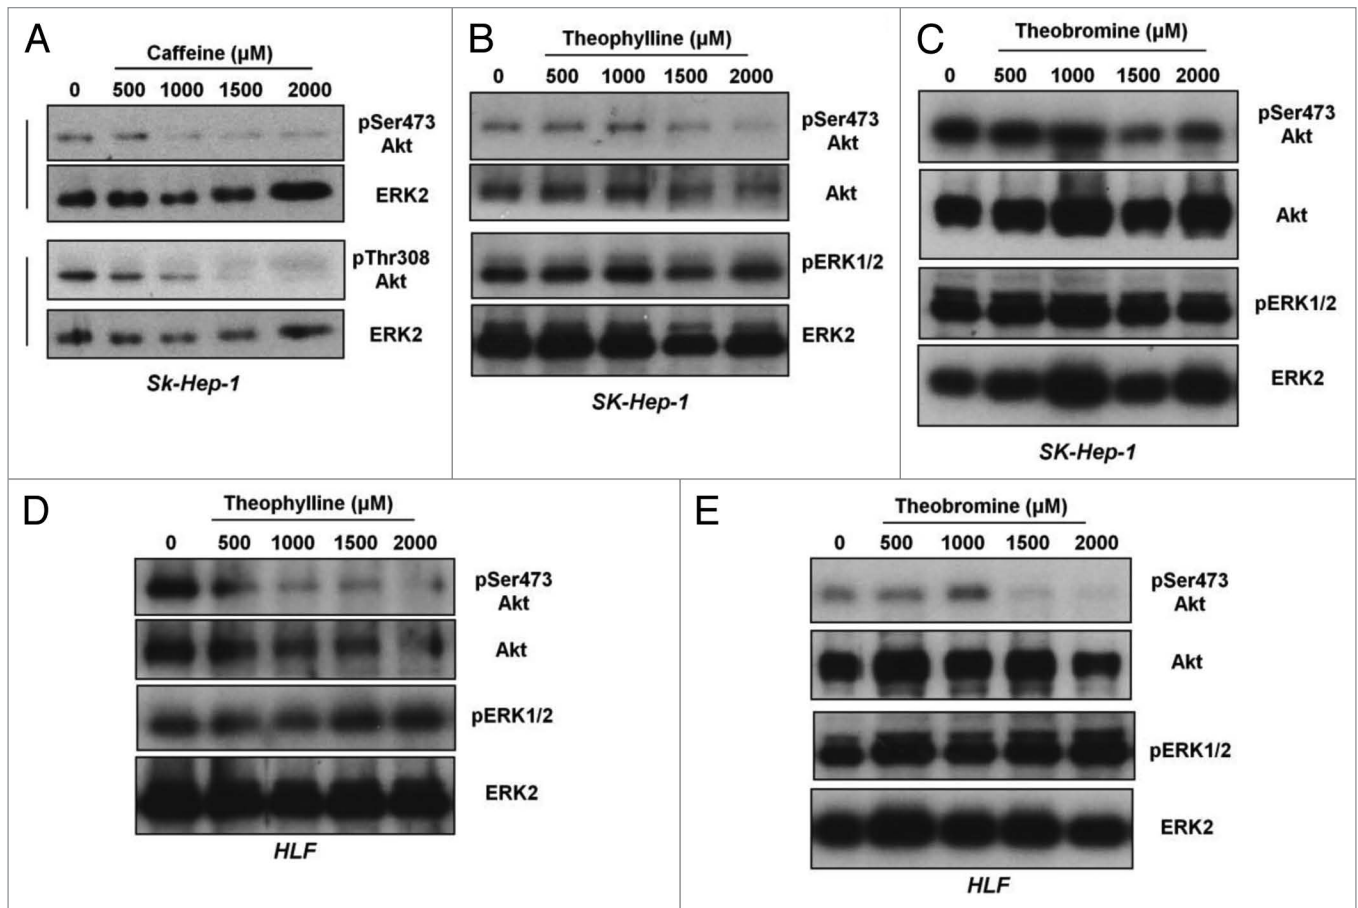 A
Caffeine (µM)
0 500 1000 1500 2000
pSer473
Akt
ERK2
pThr308
Akt
ERK2
Sk-Hep-1
B
Theophylline (µM)
0 500 1000 1500 2000
pSer473
Akt
Akt
pERK1/2
ERK2
SK-Hep-1
C
Theobromine (µM)
0 500 1000 1500 2000
pSer473
Akt
Akt
pERK1/2
ERK2
SK-Hep-1
D
Theophylline (µM)
0 500 1000 1500 2000
pSer473
Akt
Akt
pERK1/2
ERK2
HLF
E
Theobromine (µM)
0 500 1000 1500 2000
pSer473
Akt
Akt
pERK1/2
ERK2
HLF